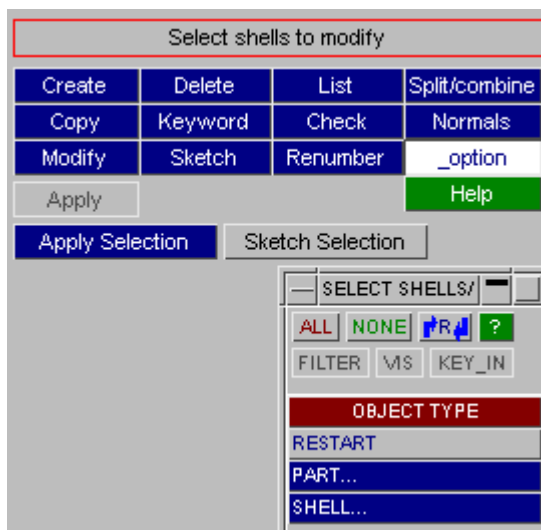 Select shells to modify
Create Delete List Split/combine
Copy Keyword Check Normals
Modify Sketch Renumber _option
Apply Help
Apply Selection Sketch Selection
SELECT SHELLS/
ALL NONE R ?
FILTER VIS KEY_IN
OBJECT TYPE
RESTART
PART...
SHELL...